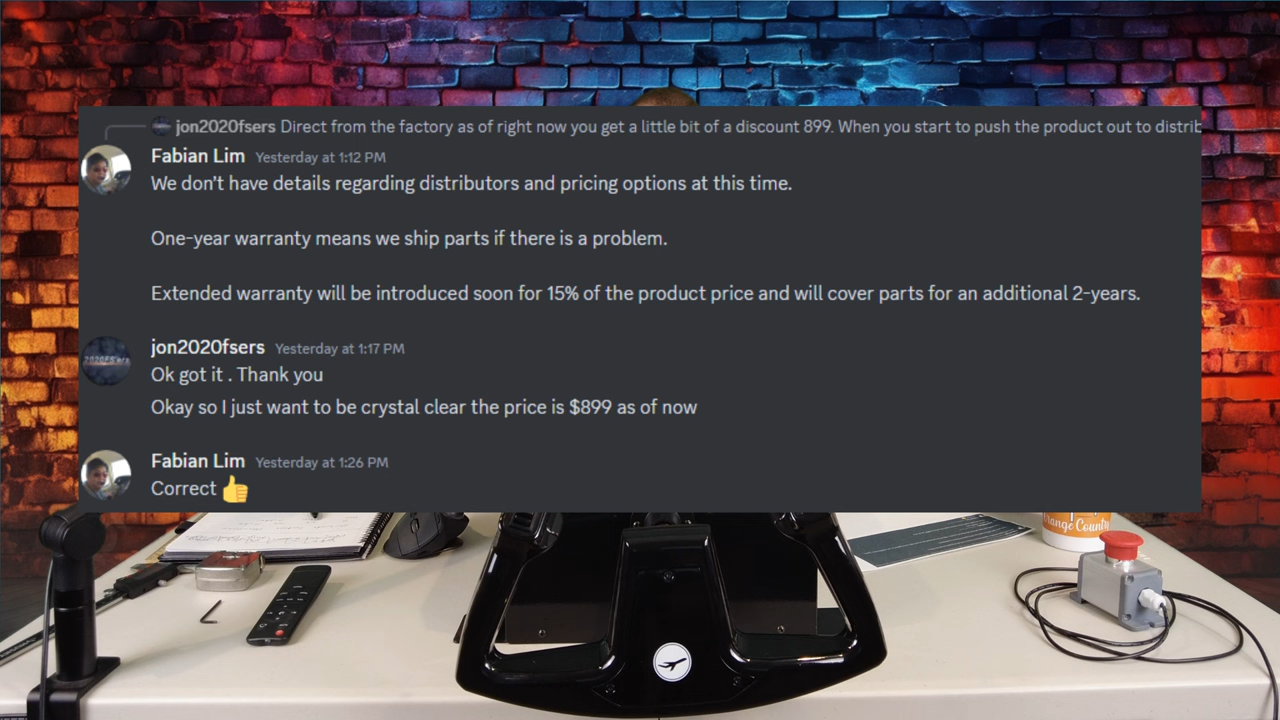 jon2020fsers Direct from the factory as of right now you get a little bit of a discount 899. When you start to push the product out to distrib
Fabian Lim Yesterday at 1:12 PM
We don't have details regarding distributors and pricing options at this time.
One-year warranty means we ship parts if there is a problem.
Extended warranty will be introduced soon for 15% of the product price and will cover parts for an additional 2-years.
jon2020fsers Yesterday at 1:17 PM
Ok got it . Thank you
Okay so I just want to be crystal clear the price is $899 as of now
Fabian Lim Yesterday at 1:26 PM
Correct 👍
Orange County